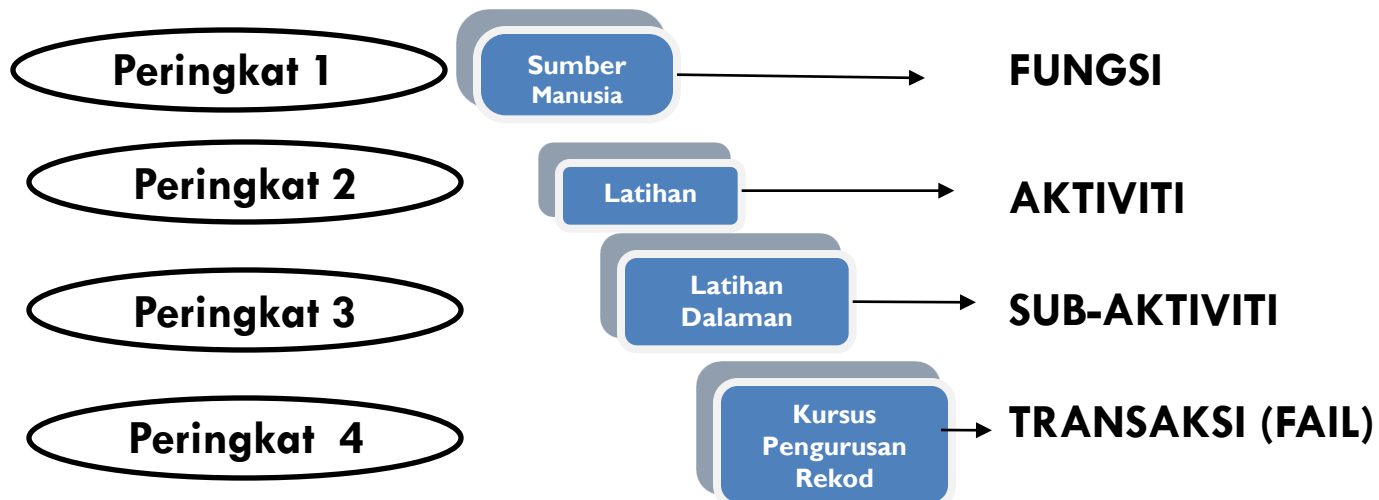 Peringkat 1
Sumber
Manusia
FUNGSI
Peringkat 2
Latihan
AKTIVITI
Peringkat 3
Latihan
Dalaman
SUB-AKTIVITI
Peringkat 4
Kursus
Pengurusan
Rekod
TRANSAKSI (FAIL)